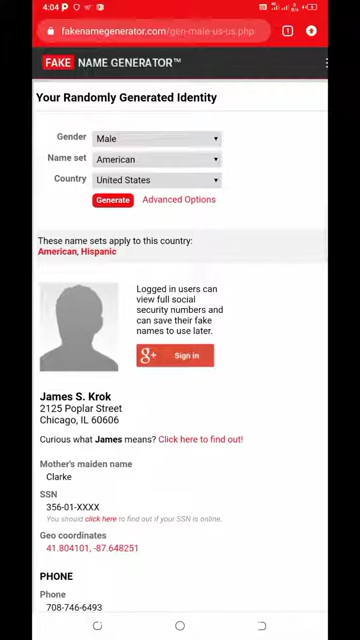 4:04
fakenamegenerator.com/gen-male-us-us.php
1
FAKE NAME GENERATOR™
Your Randomly Generated Identity
Gender Male
Name set American
Country United States
Generate Advanced Options
These name sets apply to this country:
American, Hispanic
Logged in users can
view full social
security numbers and
can save their fake
names to use later.
g+ Sign in
James S. Krok
2125 Poplar Street
Chicago, IL 60606
Curious what James means? Click here to find out!
Mother's maiden name
Clarke
SSN
356-01-XXXX
You should click here to find out if your SSN is online.
Geo coordinates
41.804101, -87.648251
PHONE
Phone
708-746-6493